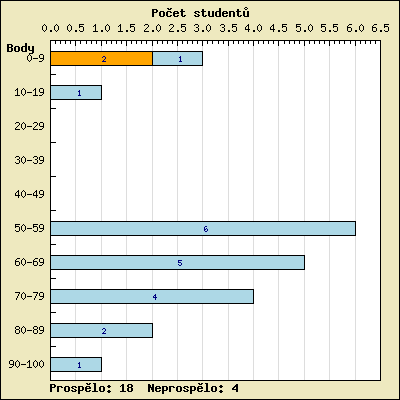 Počet studentů
0.0 0.5 1.0 1.5 2.0 2.5 3.0 3.5 4.0 4.5 5.0 5.5 6.0 6.5
Body
0-9 2 1
10-19 1
20-29
30-39
40-49
50-59 6
60-69 5
70-79 4
80-89 2
90-100 1
Prospělo: 18 Neprospělo: 4